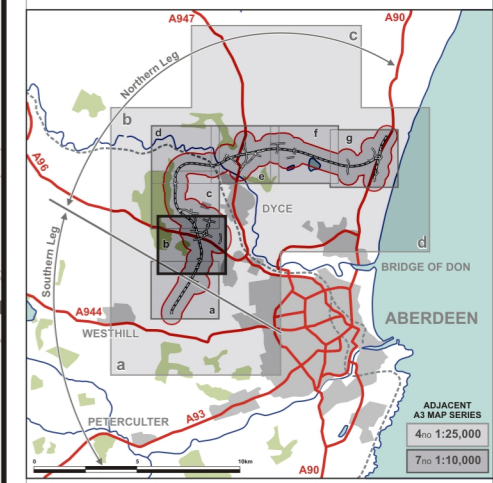 A947
A90
c
Northern Leg
b
d
f
g
A96
e
c
DYCE
Southern Leg
b
d
BRIDGE OF DON
a
A944
ABERDEEN
WESTHILL
a
ADJACENT
A3 MAP SERIES
PETERCULTER
A93
4no 1:25,000
7no 1:10,000
0 5 10km
A90